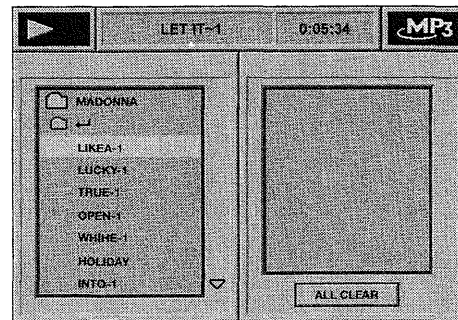 LET IT~1 0:05:34 MP3
MADONNA
LIKEA~1
LUCKY~1
TRUE~1
OPEN~1
WHIHE~1
HOLIDAY
INTO~1
ALL CLEAR